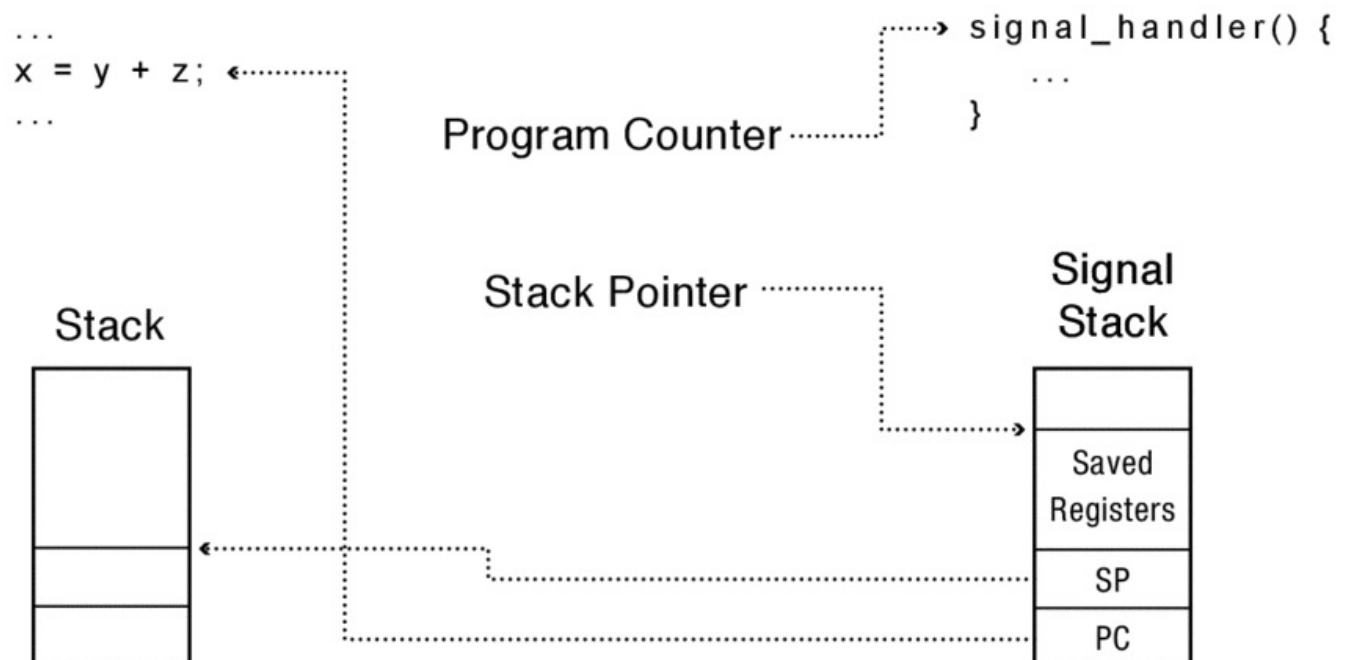 ...
x = y + z;
...
signal_handler() {
...
}
Program Counter
Stack Pointer
Stack
Signal
Stack
Saved
Registers
SP
PC